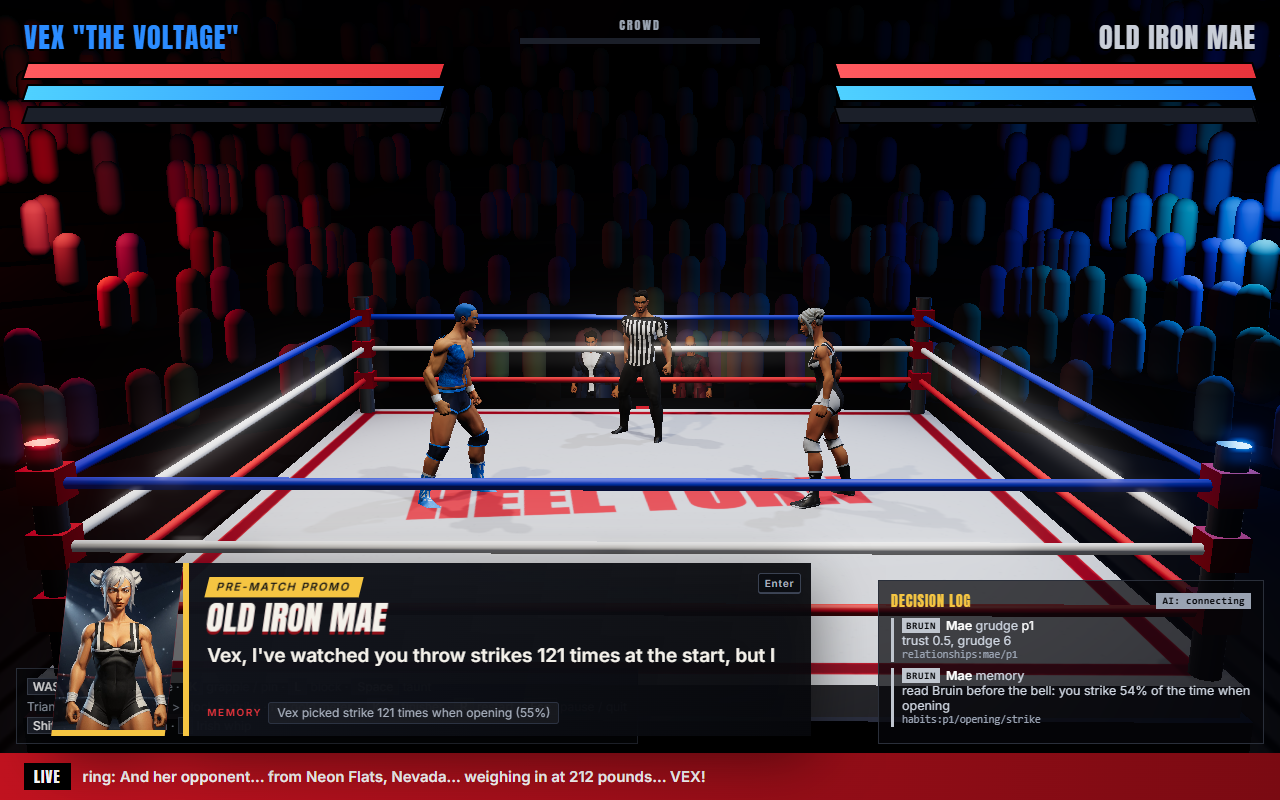 VEX "THE VOLTAGE"
CROWD
OLD IRON MAE
HEEL TURN
PRE-MATCH PROMO
Enter
OLD IRON MAE
Vex, I've watched you throw strikes 121 times at the start, but I
MEMORY Vex picked strike 121 times when opening (55%)
DECISION LOG
AI: connecting
BRUIN Mae grudge p1
trust 0.5, grudge 6
relationships:mae/p1
BRUIN Mae memory
read Bruin before the bell: you strike 54% of the time when
opening
habits:p1/opening/strike
LIVE ring: And her opponent... from Neon Flats, Nevada... weighing in at 212 pounds... VEX!